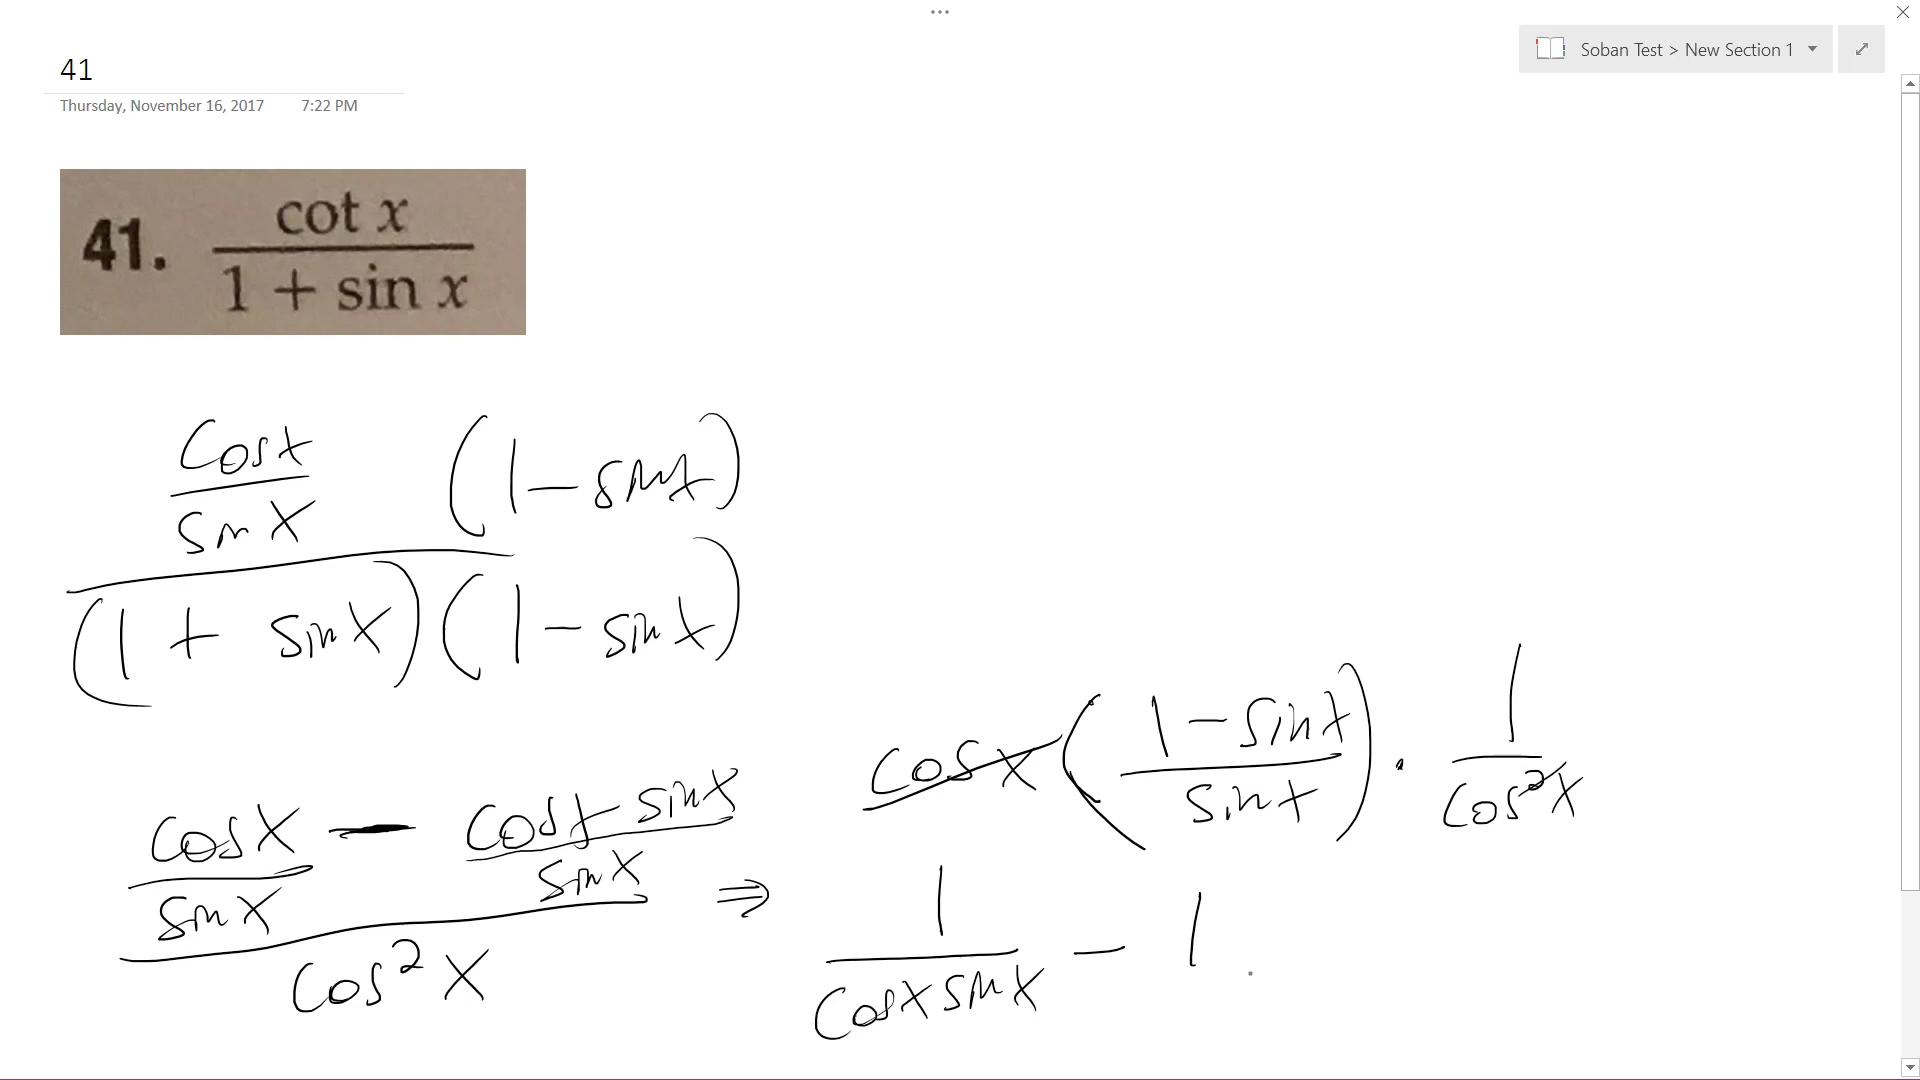 Soban Test > New Section 1
41
Thursday, November 16, 2017 7:22 PM
41. cot x
1 + sin x
cos x (1 - sin x)
sin x
(1 + sin x)(1 - sin x)
cos x - cos x sin x
sin x sin x
cos² x
⇒
cos x (1 - sin x) · 1
sin x cos² x
1 - 1
cos x sin x